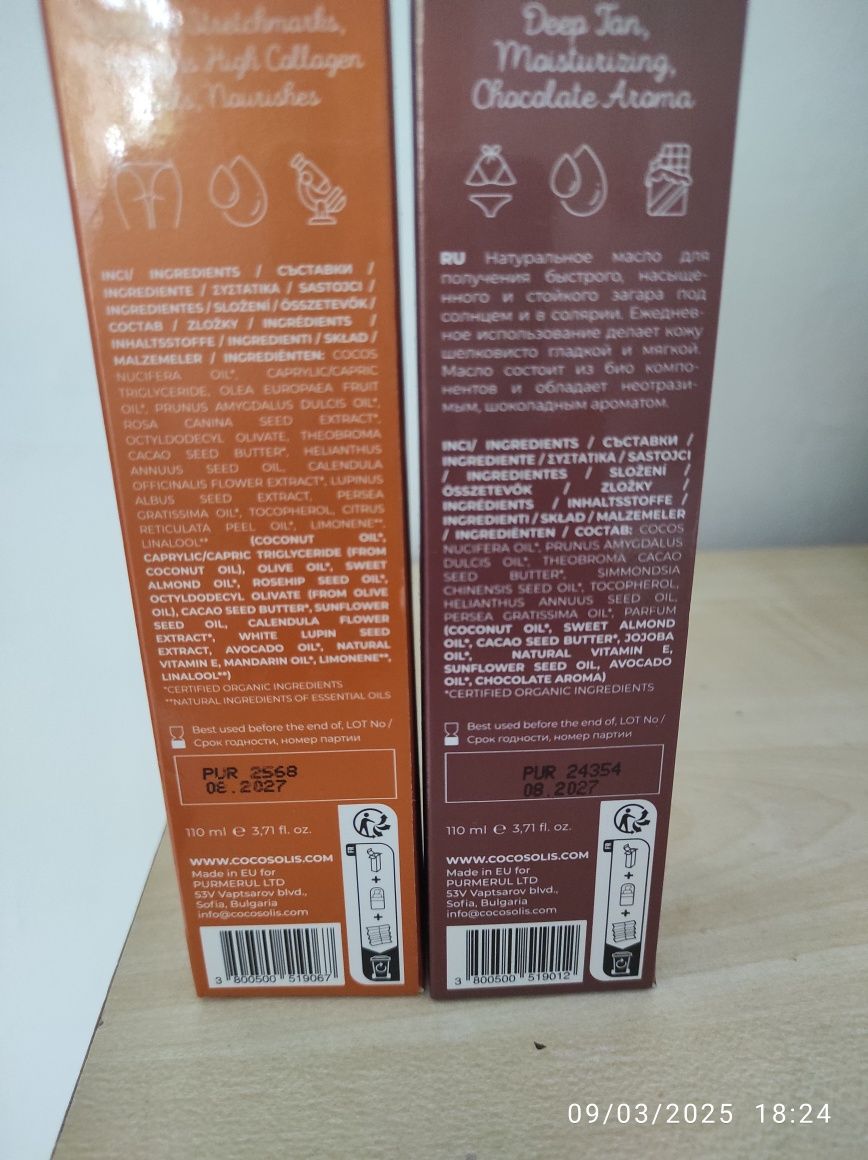 Stretchmarks,
High Collagen
Nourishes
INCI/ INGREDIENTS / СЪСТАВКИ /
INGREDIENTE / ΣΥΣΤΑΤΙΚΑ / SASTOJCI /
INGREDIENTES / SLOŽENÍ / ÖSSZETEVŐK /
СОСТАВ / ZLOŽKY / INGRÉDIENTS /
INHALTSSTOFFE / INGREDIENTI / SKŁAD /
MALZEMELER / INGREDIËNTEN: COCOS
NUCIFERA OIL*, CAPRYLIC/CAPRIC
TRIGLYCERIDE, OLEA EUROPAEA FRUIT
OIL*, PRUNUS AMYGDALUS DULCIS OIL*,
ROSA CANINA SEED EXTRACT*,
OCTYLDODECYL OLIVATE, THEOBROMA
CACAO SEED BUTTER*, HELIANTHUS
ANNUUS SEED OIL, CALENDULA
OFFICINALIS FLOWER EXTRACT*, LUPINUS
ALBUS SEED EXTRACT, PERSEA
GRATISSIMA OIL*, TOCOPHEROL, CITRUS
RETICULATA PEEL OIL*, LIMONENE**,
LINALOOL** (COCONUT OIL*,
CAPRYLIC/CAPRIC TRIGLYCERIDE (FROM
COCONUT OIL), OLIVE OIL*, SWEET
ALMOND OIL*, ROSEHIP SEED OIL*,
OCTYLDODECYL OLIVATE (FROM OLIVE
OIL), CACAO SEED BUTTER*, SUNFLOWER
SEED OIL, CALENDULA FLOWER
EXTRACT*, WHITE LUPIN SEED
EXTRACT, AVOCADO OIL*, NATURAL
VITAMIN E, MANDARIN OIL*, LIMONENE**,
LINALOOL**)
*CERTIFIED ORGANIC INGREDIENTS
**NATURAL INGREDIENTS OF ESSENTIAL OILS
Best used before the end of, LOT No /
Срок годности, номер партии
PUR 2568
08.2027
110 ml e 3,71 fl. oz.
WWW.COCOSOLIS.COM
Made in EU for
PURMERUL LTD
53V Vaptsarov blvd.,
Sofia, Bulgaria
info@cocosolis.com
FR
+
+
3 800500 519067
Deep Tan,
Moisturizing,
Chocolate Aroma
RU Натуральное масло для
получения быстрого, насыще-
нного и стойкого загара под
солнцем и в солярии. Ежеднев-
ное использование делает кожу
шелковисто гладкой и мягкой.
Масло состоит из био компо-
нентов и обладает неотрази-
мым, шоколадным ароматом.
INCI/ INGREDIENTS / СЪСТАВКИ /
INGREDIENTE / ΣΥΣΤΑΤΙΚΑ / SASTOJCI
/ INGREDIENTES / SLOŽENÍ /
ÖSSZETEVŐK / ZLOŽKY /
INGRÉDIENTS / INHALTSSTOFFE /
INGREDIENTI / SKŁAD / MALZEMELER
/ INGREDIËNTEN / СОСТАВ: COCOS
NUCIFERA OIL*, PRUNUS AMYGDALUS
DULCIS OIL*, THEOBROMA CACAO
SEED BUTTER*, SIMMONDSIA
CHINENSIS SEED OIL*, TOCOPHEROL,
HELIANTHUS ANNUUS SEED OIL,
PERSEA GRATISSIMA OIL*, PARFUM
(COCONUT OIL*, SWEET ALMOND
OIL*, CACAO SEED BUTTER*, JOJOBA
OIL*, NATURAL VITAMIN E,
SUNFLOWER SEED OIL, AVOCADO
OIL*, CHOCOLATE AROMA)
*CERTIFIED ORGANIC INGREDIENTS
Best used before the end of, LOT No /
Срок годности, номер партии
PUR 24354
08.2027
110 ml e 3,71 fl. oz.
WWW.COCOSOLIS.COM
Made in EU for
PURMERUL LTD
53V Vaptsarov blvd.,
Sofia, Bulgaria
info@cocosolis.com
FR
+
+
3 800500 519012
09/03/2025 18:24